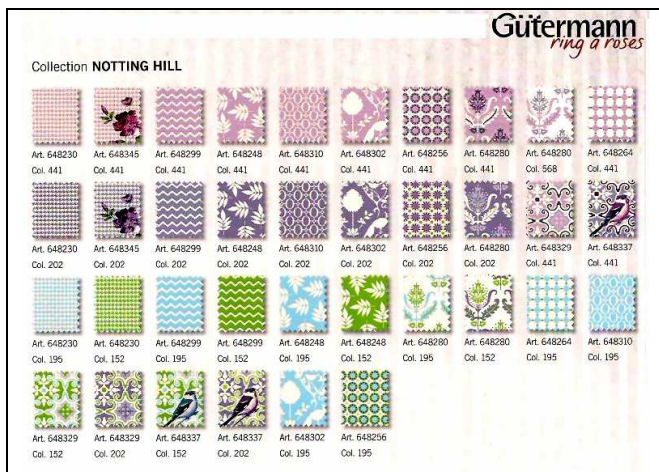 Gütermann
ring a roses
Collection NOTTING HILL
Art. 648230 Art. 648345 Art. 648299 Art. 648248 Art. 648310 Art. 648302 Art. 648256 Art. 648280 Art. 648280 Art. 648264
Col. 441 Col. 441 Col. 441 Col. 441 Col. 441 Col. 441 Col. 441 Col. 441 Col. 568 Col. 441
Art. 648230 Art. 648345 Art. 648299 Art. 648248 Art. 648310 Art. 648302 Art. 648256 Art. 648280 Art. 648329 Art. 648337
Col. 202 Col. 202 Col. 202 Col. 202 Col. 202 Col. 202 Col. 202 Col. 202 Col. 441 Col. 441
Art. 648230 Art. 648230 Art. 648299 Art. 648299 Art. 648248 Art. 648248 Art. 648280 Art. 648280 Art. 648264 Art. 648310
Col. 195 Col. 152 Col. 195 Col. 152 Col. 195 Col. 152 Col. 195 Col. 152 Col. 195 Col. 195
Art. 648329 Art. 648329 Art. 648337 Art. 648337 Art. 648302 Art. 648256
Col. 152 Col. 202 Col. 152 Col. 202 Col. 195 Col. 195